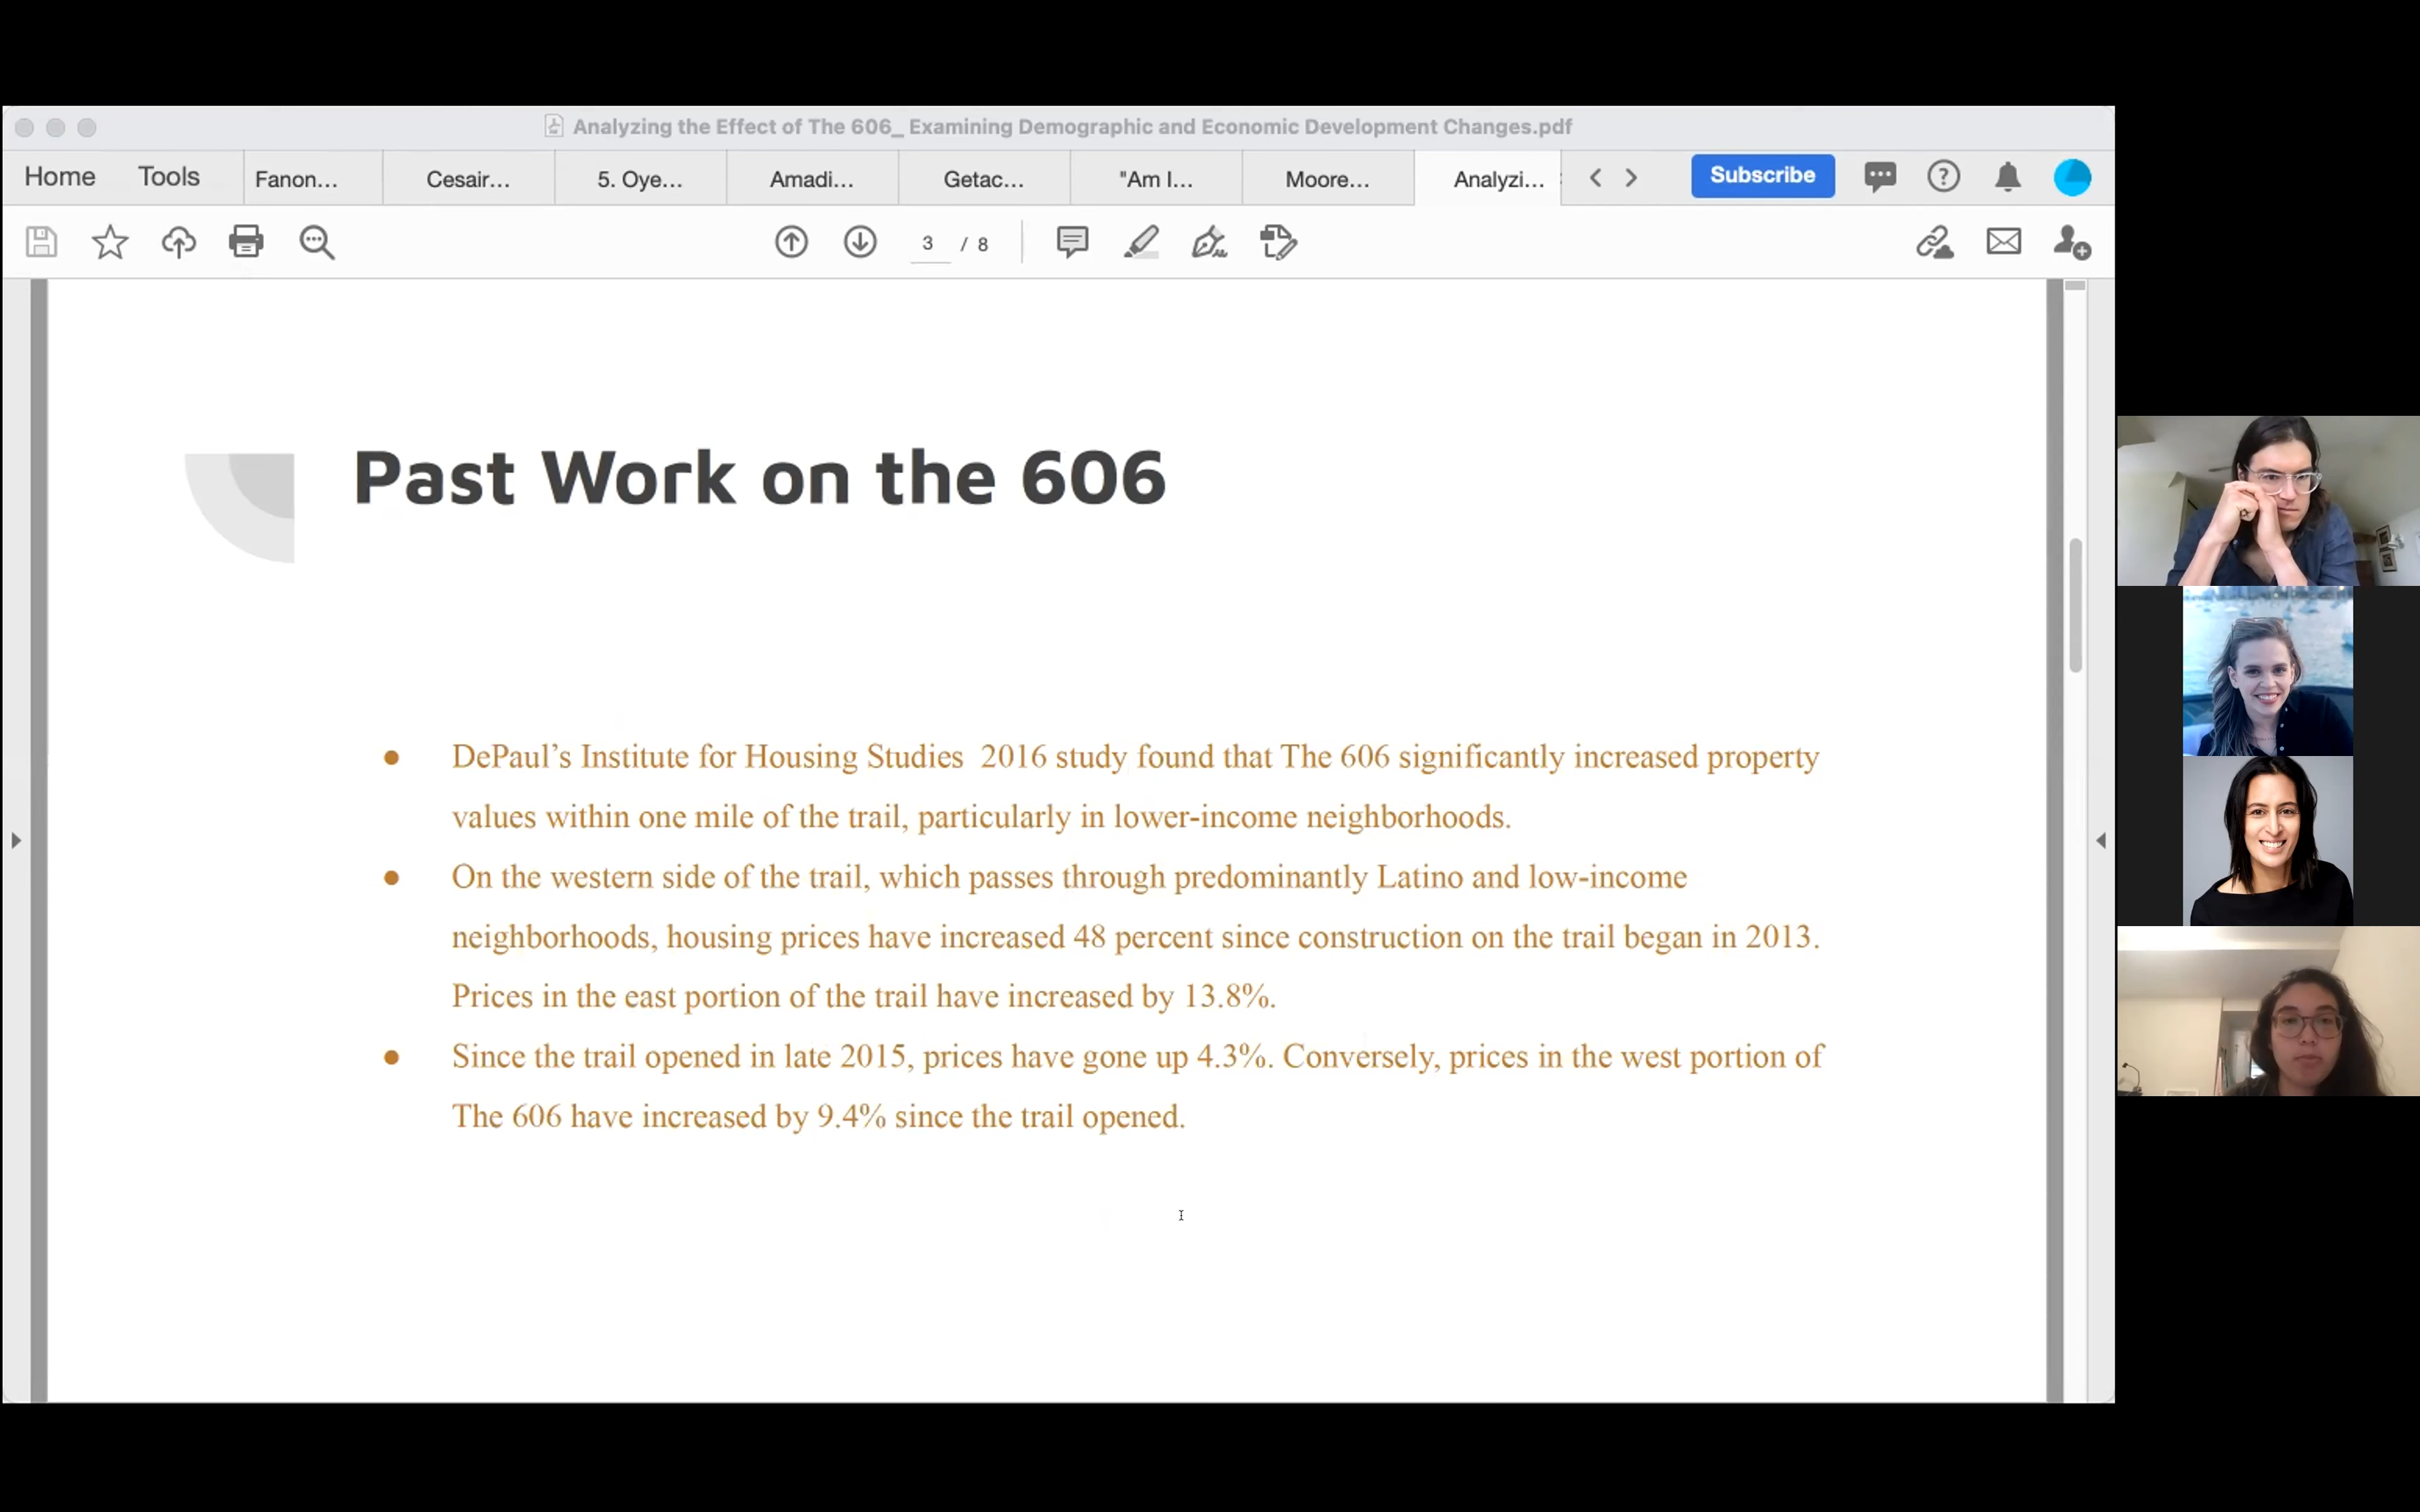 Analyzing the Effect of The 606_ Examining Demographic and Economic Development Changes.pdf
Home Tools Fanon... Cesair... 5. Oye... Amadi... Getac... "Am I... Moore... Analyzi... Subscribe
3 / 8
Past Work on the 606
● DePaul’s Institute for Housing Studies 2016 study found that The 606 significantly increased property
values within one mile of the trail, particularly in lower-income neighborhoods.
● On the western side of the trail, which passes through predominantly Latino and low-income
neighborhoods, housing prices have increased 48 percent since construction on the trail began in 2013.
Prices in the east portion of the trail have increased by 13.8%.
● Since the trail opened in late 2015, prices have gone up 4.3%. Conversely, prices in the west portion of
The 606 have increased by 9.4% since the trail opened.